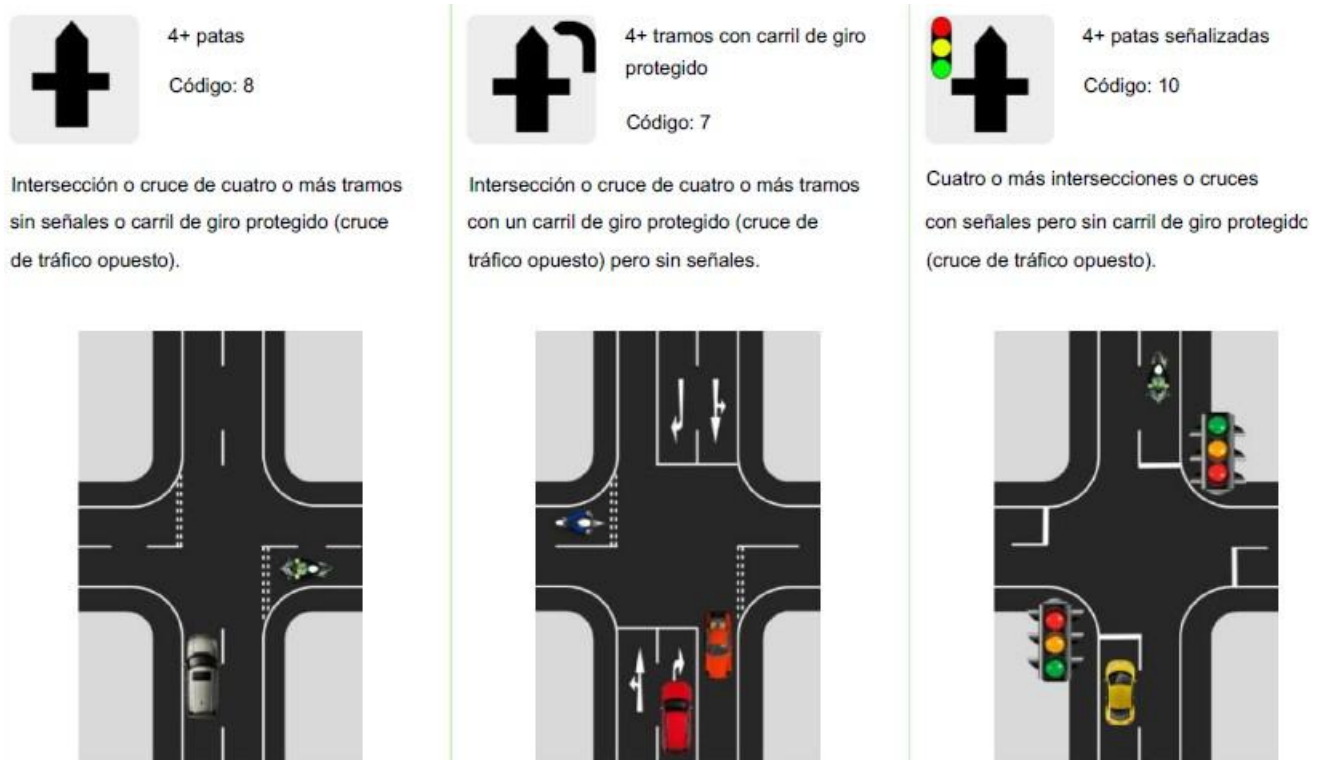 4+ patas
Código: 8
Intersección o cruce de cuatro o más tramos
sin señales o carril de giro protegido (cruce
de tráfico opuesto).
4+ tramos con carril de giro
protegido
Código: 7
Intersección o cruce de cuatro o más tramos
con un carril de giro protegido (cruce de
tráfico opuesto) pero sin señales.
4+ patas señalizadas
Código: 10
Cuatro o más intersecciones o cruces
con señales pero sin carril de giro protegido
(cruce de tráfico opuesto).